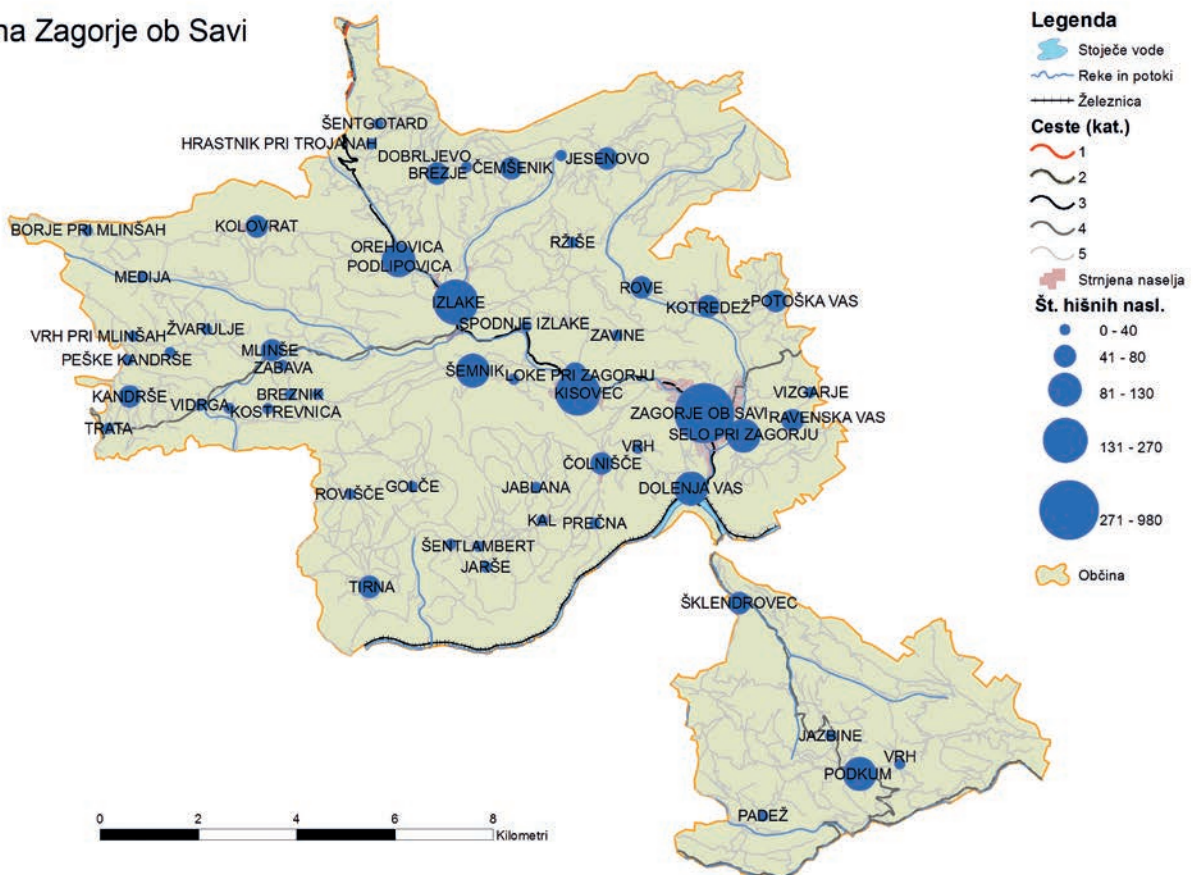 na Zagorje ob Savi
ŠENTGOTARD
HRASTNIK PRI TROJANAH
DOBRLJEVO
BREZJE
ČEMŠENIK
JESENOVO
BORJE PRI MLINŠAH
KOLOVRAT
OREHOVICA
PODLIPOVICA
RŽIŠE
MEDIJA
IZLAKE
ROVE
KOTREDEŽ
POTOŠKA VAS
SPODNJE IZLAKE
VRH PRI MLINŠAH
ŽVARULJE
ZAVINE
PEŠKE KANDRŠE
MLINŠE
ZABAVA
ŠEMNIK
LOKE PRI ZAGORJU
KISOVEC
KANDRŠE
VIDRGA
BREZNIK
KOSTREVNICA
VIZGARJE
ZAGORJE OB SAVI
RAVENSKA VAS
TRATA
SELO PRI ZAGORJU
VRH
ČOLNIŠČE
ROVIŠČE
GOLČE
JABLANA
DOLENJA VAS
KAL
PREČNA
ŠENTLAMBERT
JARŠE
TIRNA
ŠKLENDROVEC
JAZBINE
VRH
PODKUM
PADEŽ
0 2 4 6 8
Kilometri
Legenda
Stoječe vode
Reke in potoki
Železnica
Ceste (kat.)
1
2
3
4
5
Strnjena naselja
Št. hišnih nasl.
0 - 40
41 - 80
81 - 130
131 - 270
271 - 980
Občina